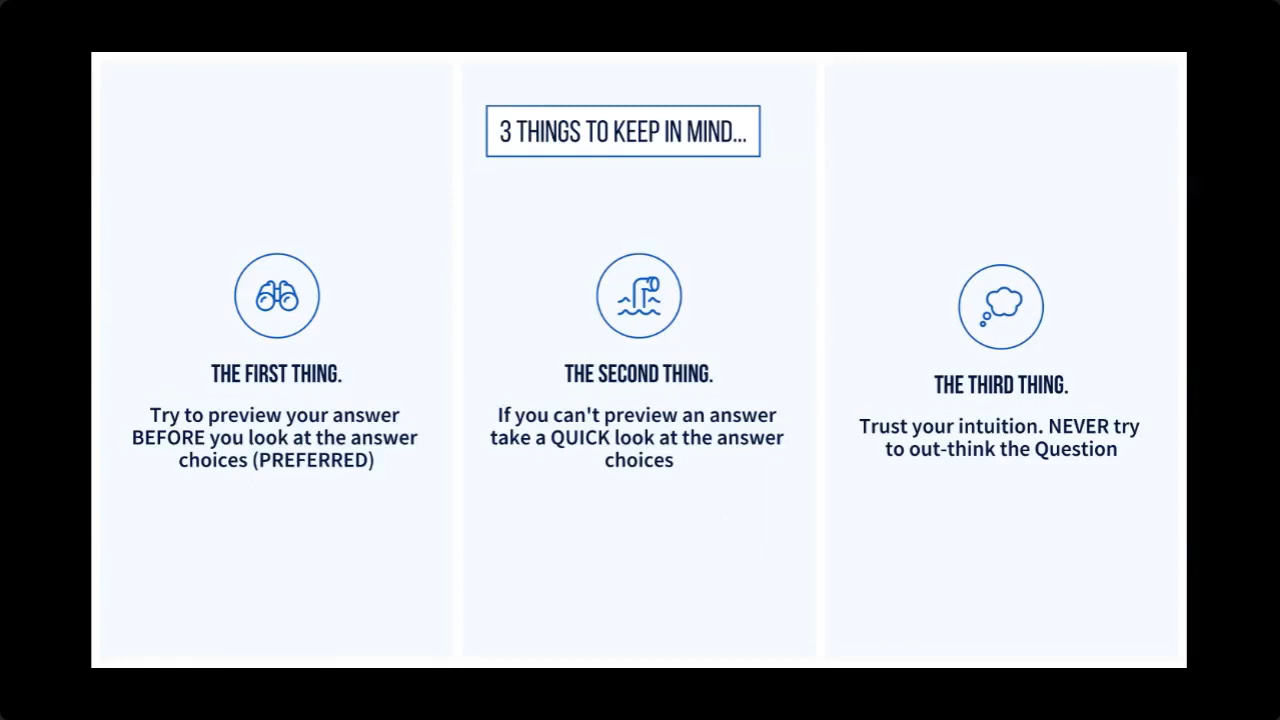 3 THINGS TO KEEP IN MIND...
THE FIRST THING.
Try to preview your answer
BEFORE you look at the answer
choices (PREFERRED)
THE SECOND THING.
If you can't preview an answer
take a QUICK look at the answer
choices
THE THIRD THING.
Trust your intuition. NEVER try
to out-think the Question